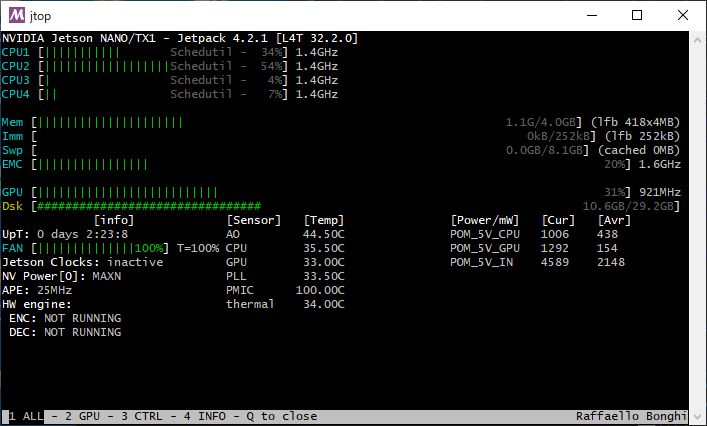 jtop
NVIDIA Jetson NANO/TX1 - Jetpack 4.2.1 [L4T 32.2.0]
CPU1 [||||||||||| Schedutil - 34%] 1.4GHz
CPU2 [|||||||||||||||||| Schedutil - 54%] 1.4GHz
CPU3 [| Schedutil - 4%] 1.4GHz
CPU4 [|| Schedutil - 7%] 1.4GHz
Mem [||||||||||||||||||||| 1.1G/4.0GB] (lfb 418x4MB)
Imm [ 0kB/252kB] (lfb 252kB)
Swp [ 0.0GB/8.1GB] (cached 0MB)
EMC [|||||||||||||||| 20%] 1.6GHz
GPU [|||||||||||||||||||||||||| 31%] 921MHz
Dsk [################################ 10.6GB/29.2GB]
[info] [Sensor] [Temp] [Power/mW] [Cur] [Avr]
UpT: 0 days 2:23:8 AO 44.50C POM_5V_CPU 1006 438
FAN [||||||||||||||100%] T=100% CPU 35.50C POM_5V_GPU 1292 154
Jetson Clocks: inactive GPU 33.00C POM_5V_IN 4589 2148
NV Power[0]: MAXN PLL 33.50C
APE: 25MHz PMIC 100.00C
HW engine: thermal 34.00C
ENC: NOT RUNNING
DEC: NOT RUNNING
1 ALL - 2 GPU - 3 CTRL - 4 INFO - Q to close Raffaello Bonghi